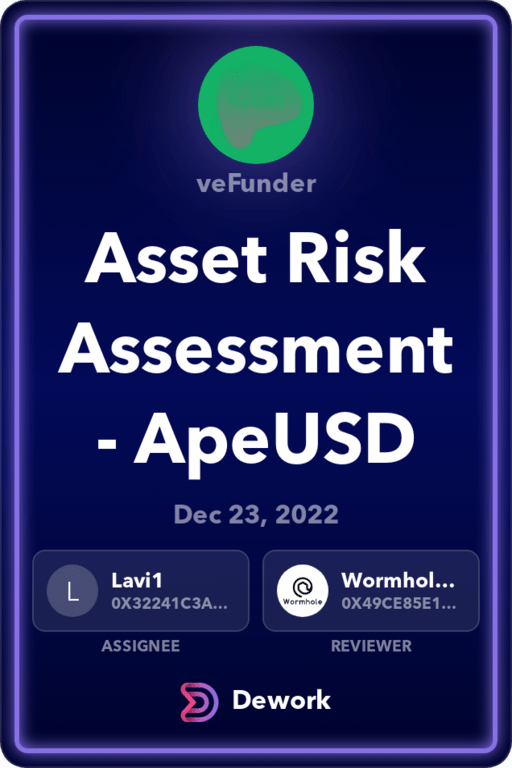 veFunder
Asset Risk
Assessment
- ApeUSD
Dec 23, 2022
L
Lavi1
0X32241C3A...
Wormhole
Wormhol...
0X49CE85E1...
ASSIGNEE
REVIEWER
Dework